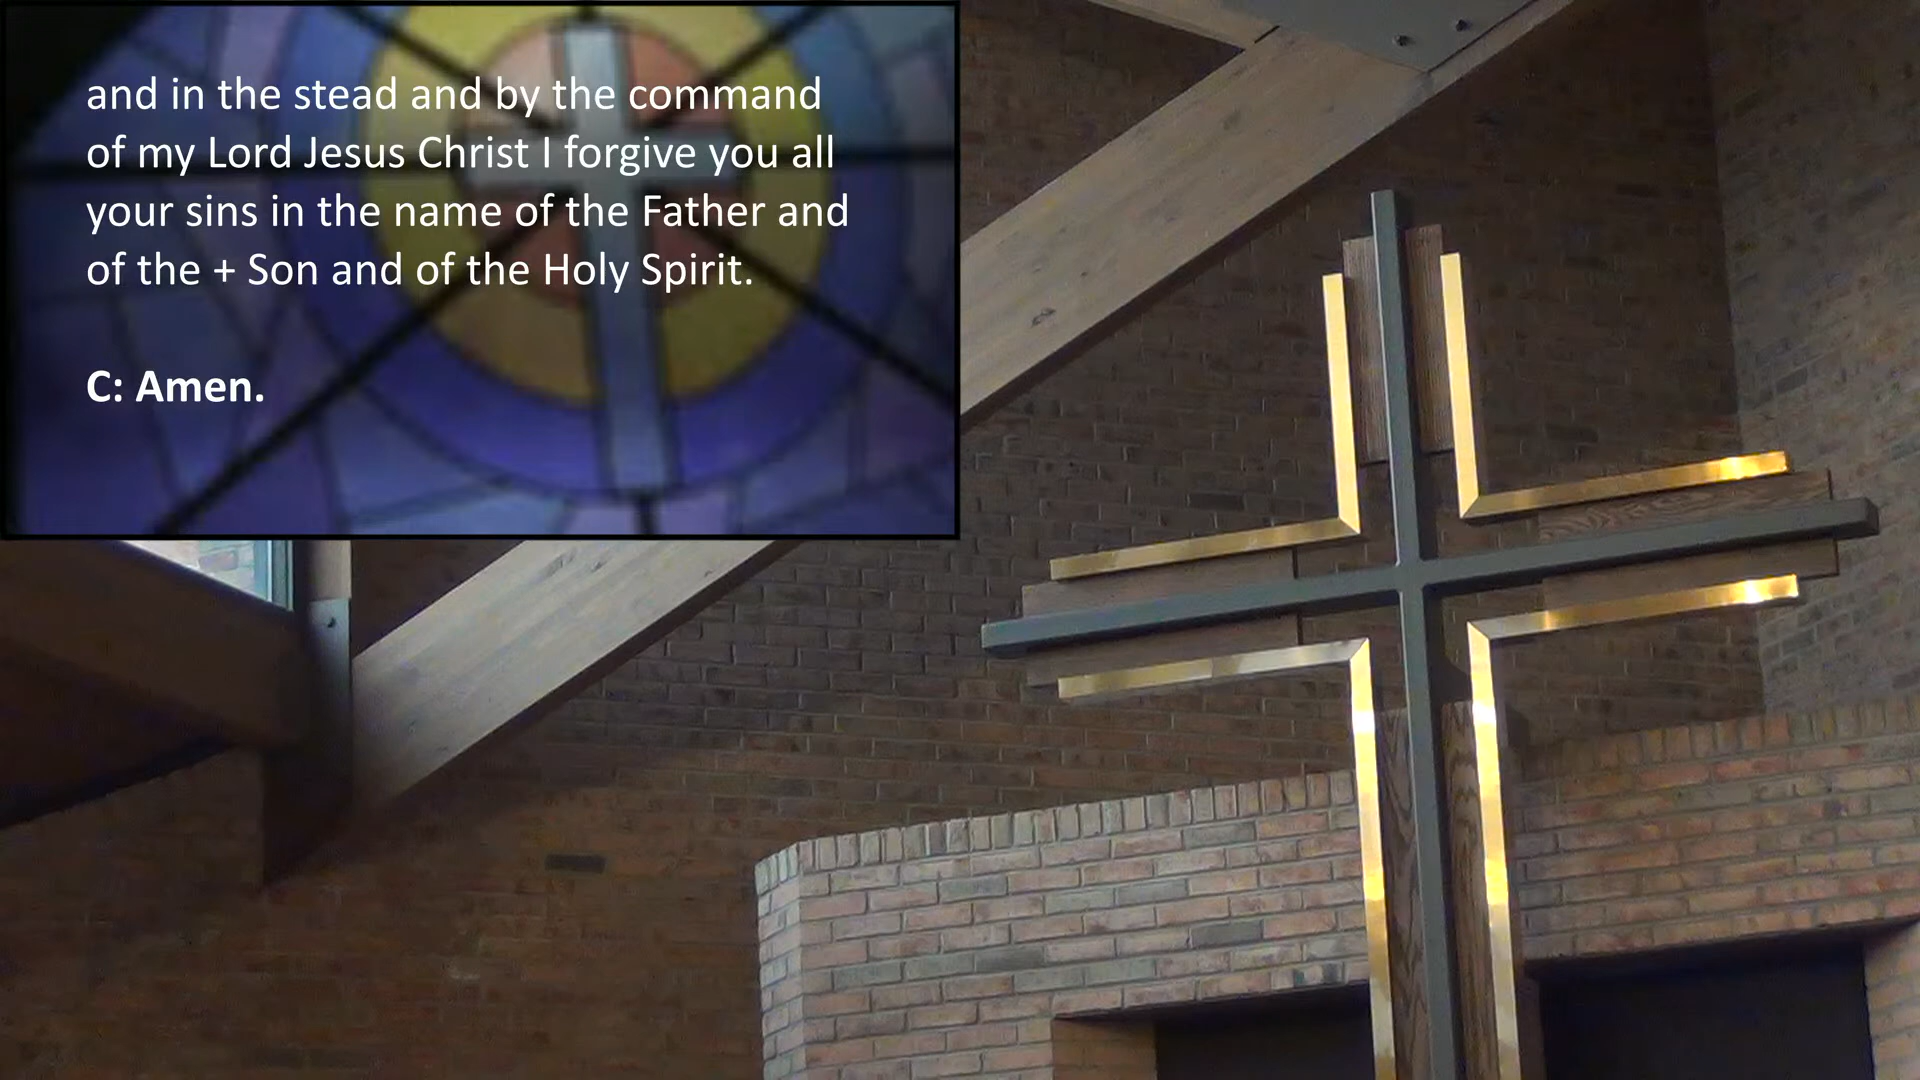 and in the stead and by the command
of my Lord Jesus Christ I forgive you all
your sins in the name of the Father and
of the + Son and of the Holy Spirit.
C: Amen.